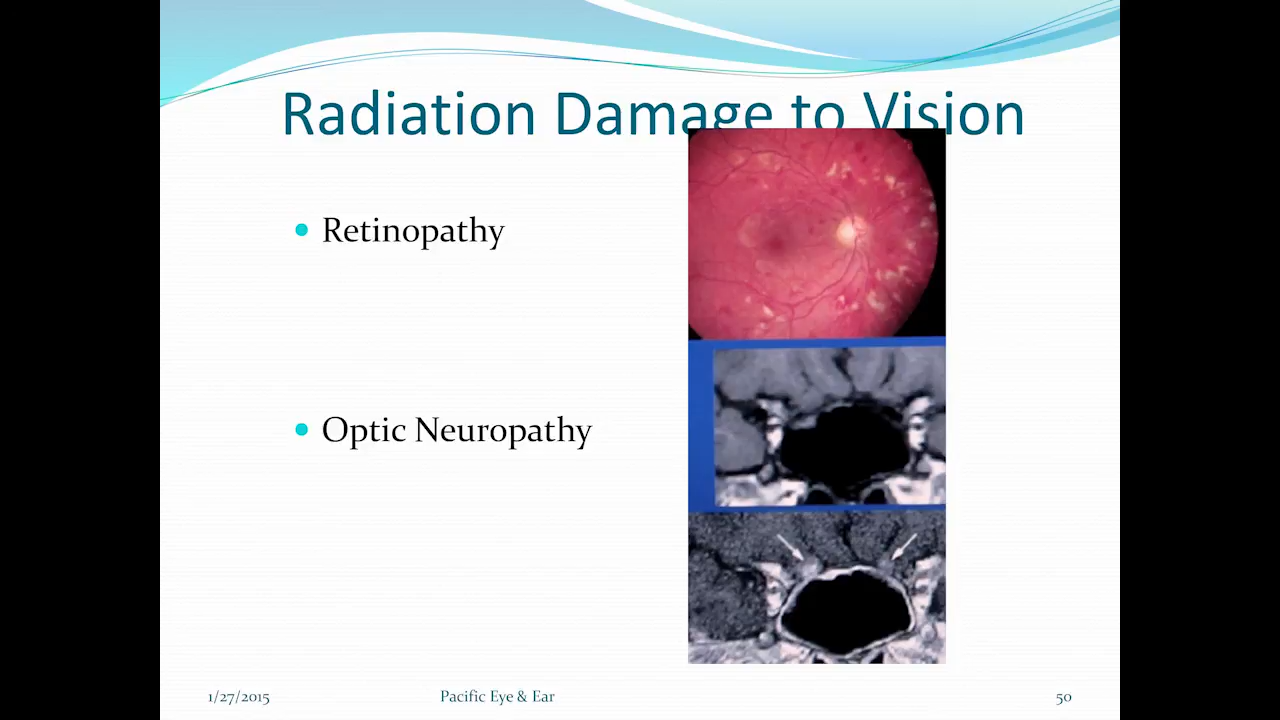 Radiation Damage to Vision
Retinopathy
Optic Neuropathy
1/27/2015
Pacific Eye & Ear
50